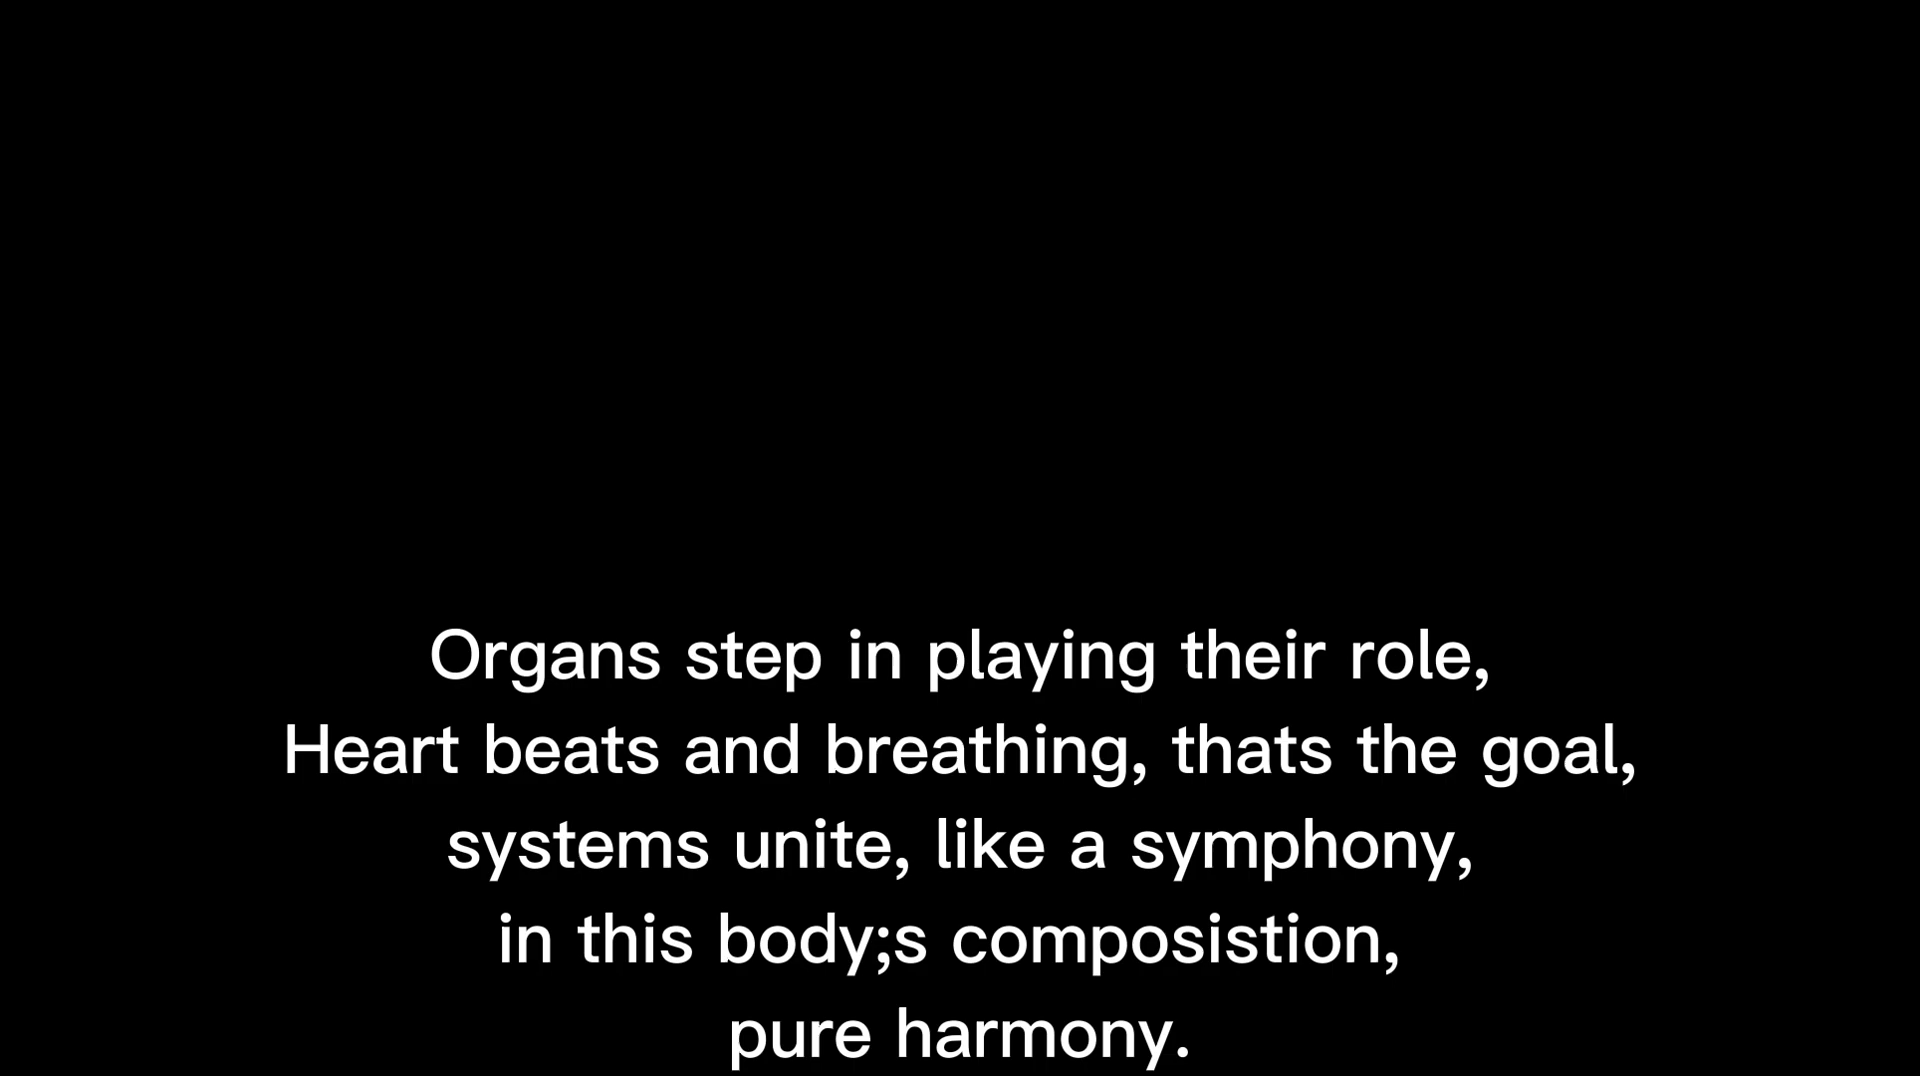 Organs step in playing their role,
Heart beats and breathing, thats the goal,
systems unite, like a symphony,
in this body;s composistion,
pure harmony.